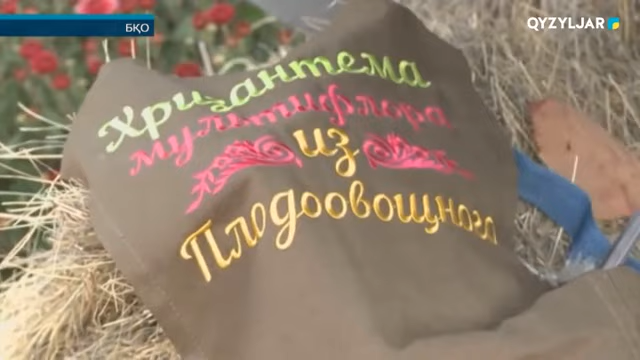 БҚО
QYZYLJAR
Хризантема
мультифлора
из
Плодоовощного